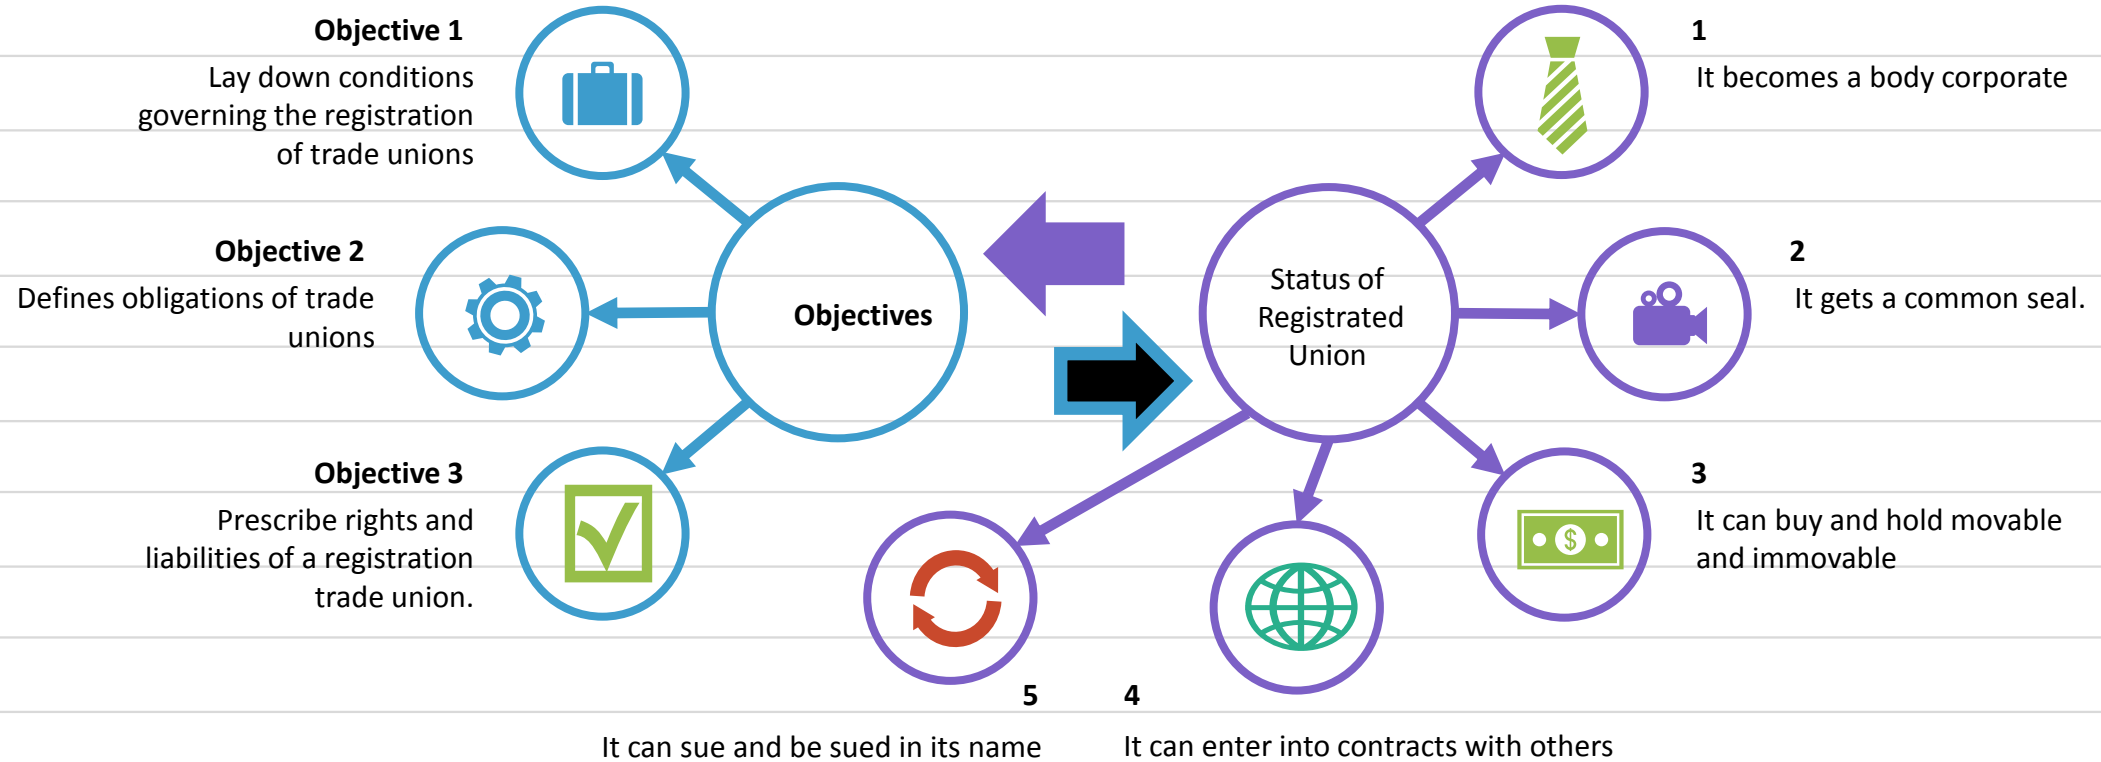 Objective 1
Lay down conditions
governing the registration
of trade unions
Objective 2
Defines obligations of trade
unions
Objective 3
Prescribe rights and
liabilities of a registration
trade union.
Objectives
Status of
Registrated
Union
1
It becomes a body corporate
2
It gets a common seal.
3
It can buy and hold movable
and immovable
$
4
It can enter into contracts with others
5
It can sue and be sued in its name